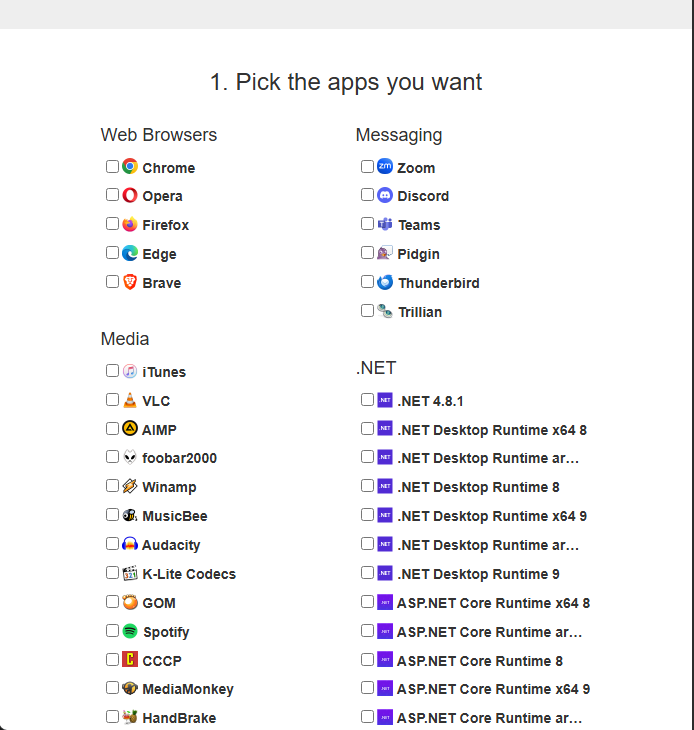 1. Pick the apps you want
Web Browsers
Chrome
Opera
Firefox
Edge
Brave
Media
iTunes
VLC
AIMP
foobar2000
Winamp
MusicBee
Audacity
K-Lite Codecs
GOM
Spotify
CCCP
MediaMonkey
HandBrake
Messaging
Zoom
Discord
Teams
Pidgin
Thunderbird
Trillian
.NET
.NET 4.8.1
.NET Desktop Runtime x64 8
.NET Desktop Runtime ar...
.NET Desktop Runtime 8
.NET Desktop Runtime x64 9
.NET Desktop Runtime ar...
.NET Desktop Runtime 9
ASP.NET Core Runtime x64 8
ASP.NET Core Runtime ar...
ASP.NET Core Runtime 8
ASP.NET Core Runtime x64 9
ASP.NET Core Runtime ar...